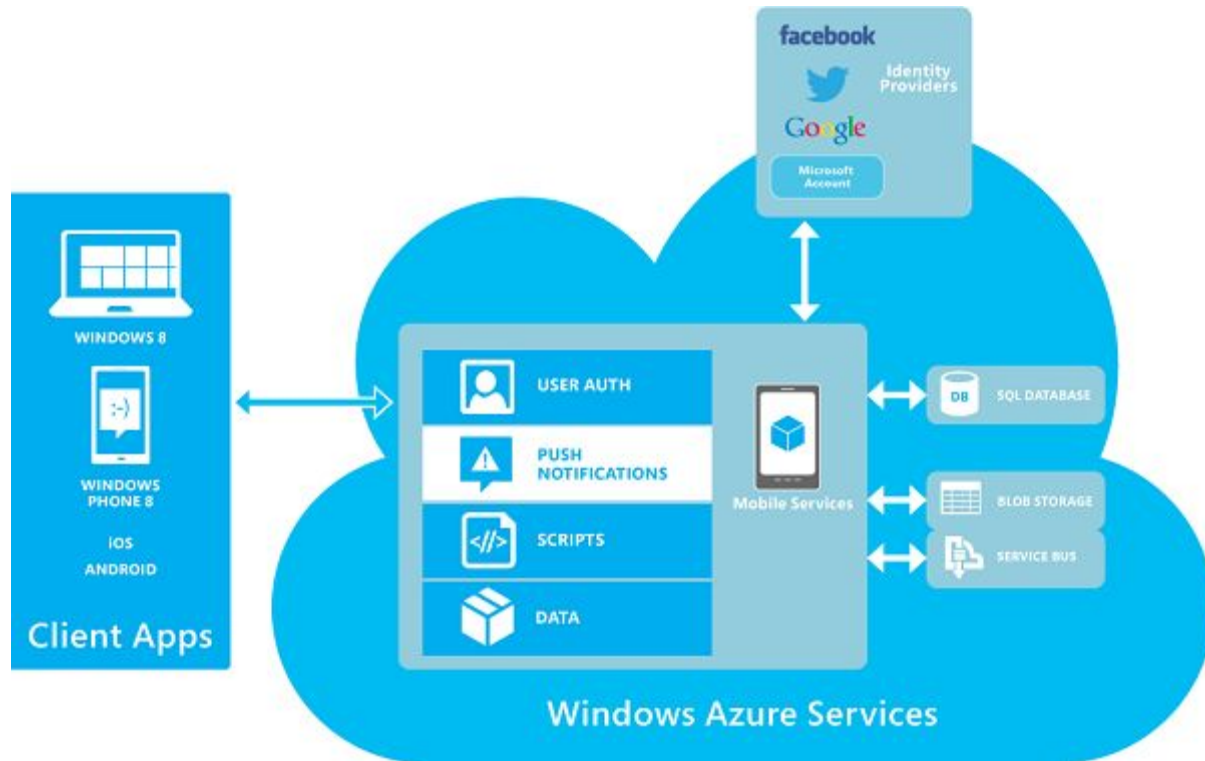 facebook
Identity
Providers
Google
Microsoft
Account
WINDOWS 8
WINDOWS
PHONE 8
iOS
ANDROID
Client Apps
:-)
USER AUTH
PUSH
NOTIFICATIONS
</>
SCRIPTS
DATA
Mobile Services
DB
SQL DATABASE
BLOB STORAGE
SERVICE BUS
Windows Azure Services